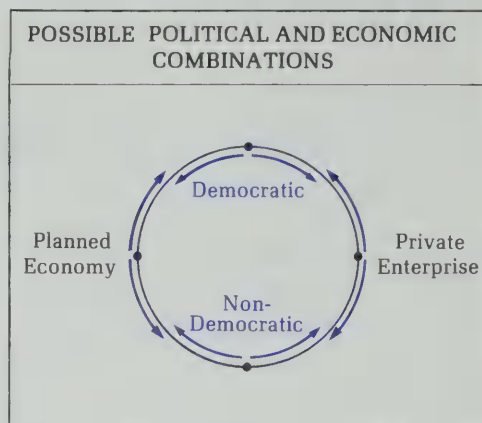 POSSIBLE POLITICAL AND ECONOMIC
COMBINATIONS
Democratic
Planned
Economy
Private
Enterprise
Non-
Democratic